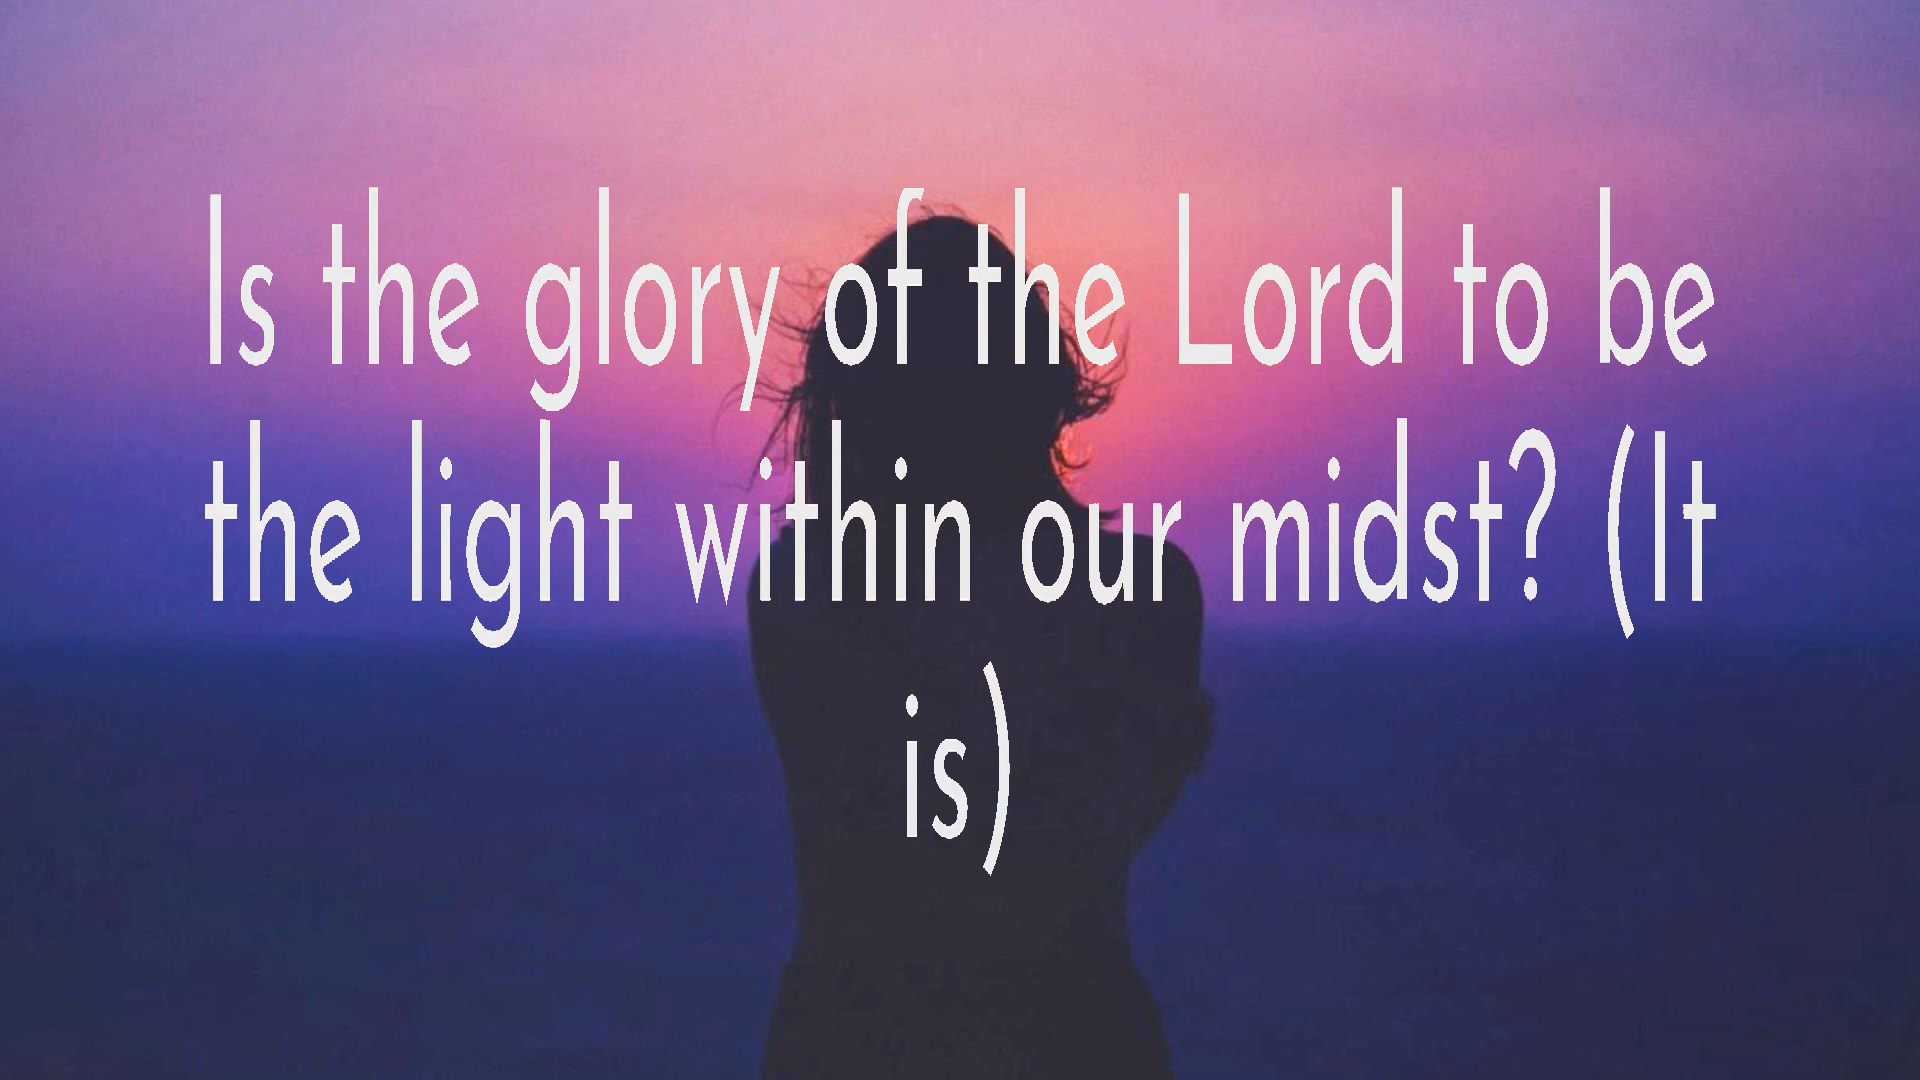 Is the glory of the Lord to be
the light within our midst? (It
is)